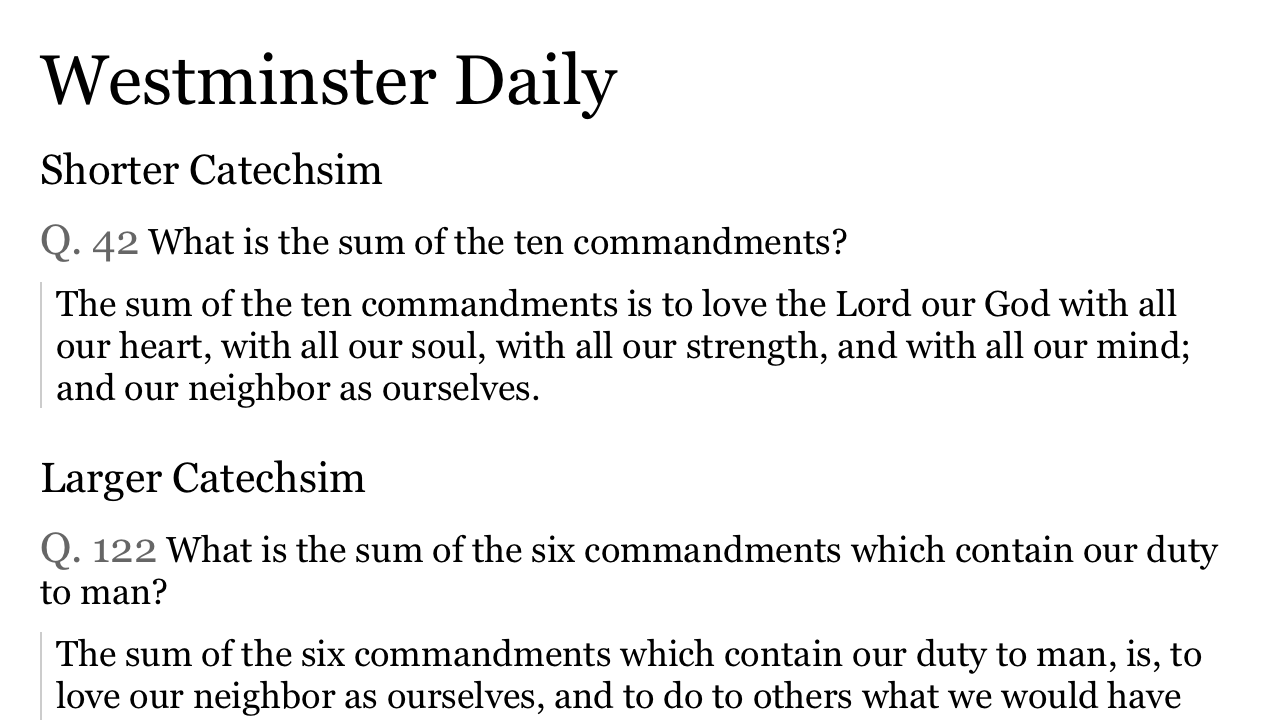 Westminster Daily
Shorter Catechsim
Q. 42 What is the sum of the ten commandments?
The sum of the ten commandments is to love the Lord our God with all
our heart, with all our soul, with all our strength, and with all our mind;
and our neighbor as ourselves.
Larger Catechsim
Q. 122 What is the sum of the six commandments which contain our duty
to man?
The sum of the six commandments which contain our duty to man, is, to
love our neighbor as ourselves, and to do to others what we would have